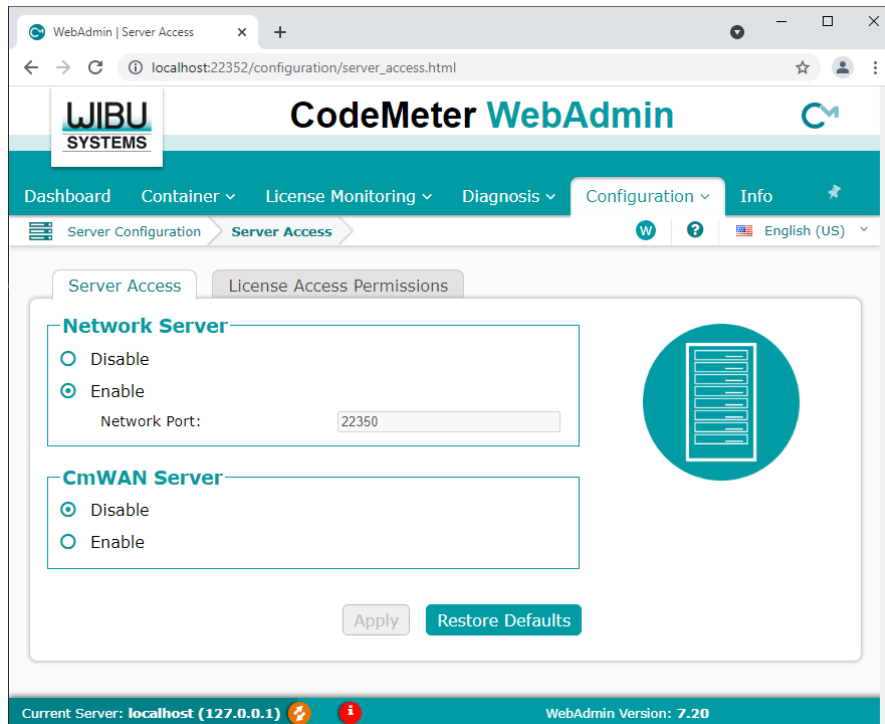 WebAdmin | Server Access
localhost:22352/configuration/server_access.html
WIBU
SYSTEMS
CodeMeter WebAdmin
Dashboard Container License Monitoring Diagnosis Configuration Info
Server Configuration Server Access W ? English (US)
Server Access License Access Permissions
Network Server
Disable
Enable
Network Port: 22350
CmWAN Server
Disable
Enable
Apply Restore Defaults
Current Server: localhost (127.0.0.1) WebAdmin Version: 7.20